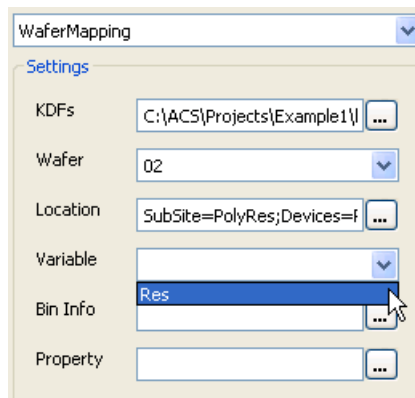 WaferMapping
Settings
KDFs C:\ACS\Projects\Example1\ ...
Wafer 02
Location SubSite=PolyRes;Devices= ...
Variable
Res
Bin Info ...
Property ...